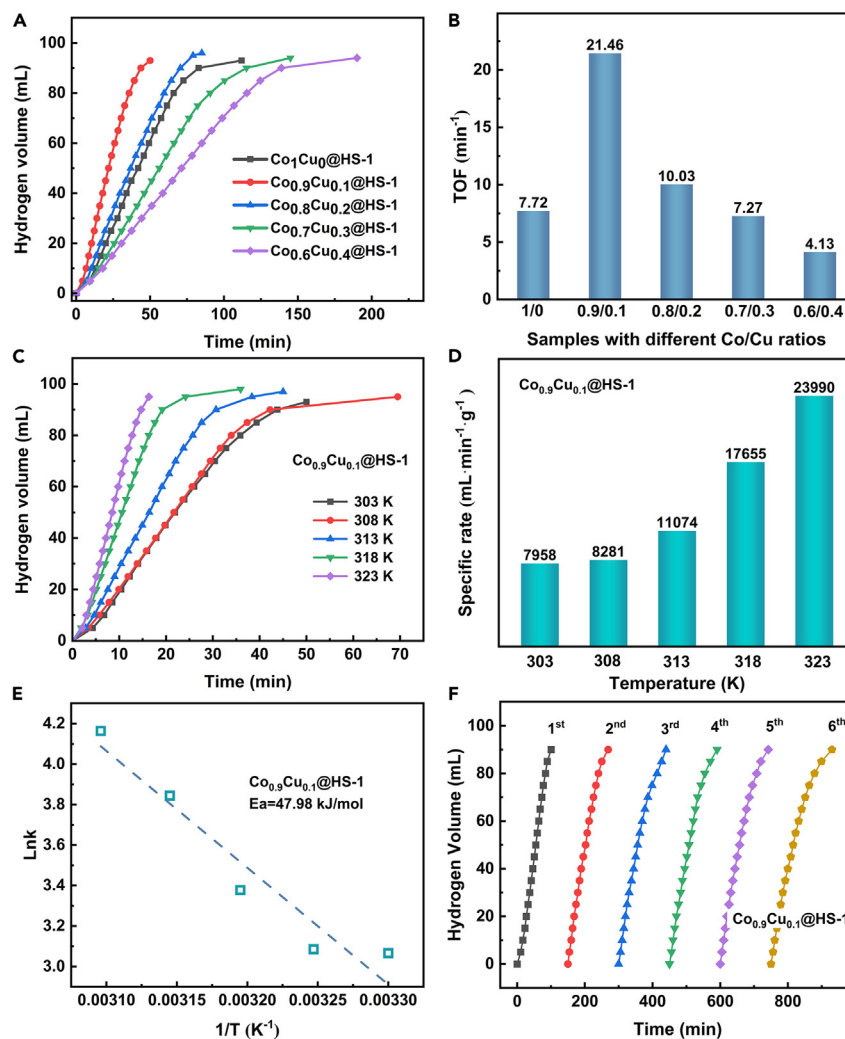 A
Hydrogen volume (mL)
100
80
60
40
20
0
Co₁Cu₀@HS-1
Co₀.₉Cu₀.₁@HS-1
Co₀.₈Cu₀.₂@HS-1
Co₀.₇Cu₀.₃@HS-1
Co₀.₆Cu₀.₄@HS-1
0 50 100 150 200
Time (min)
B
TOF (min⁻¹)
20
15
10
5
0
7.72
21.46
10.03
7.27
4.13
1/0 0.9/0.1 0.8/0.2 0.7/0.3 0.6/0.4
Samples with different Co/Cu ratios
C
Hydrogen volume (mL)
100
80
60
40
20
0
Co₀.₉Cu₀.₁@HS-1
303 K
308 K
313 K
318 K
323 K
0 10 20 30 40 50 60 70
Time (min)
D
Specific rate (mL·min⁻¹·g⁻¹)
Co₀.₉Cu₀.₁@HS-1
7958
8281
11074
17655
23990
303 308 313 318 323
Temperature (K)
E
Lnk
4.2
4.1
3.8
3.4
3.1
3.0
Co₀.₉Cu₀.₁@HS-1
Ea=47.98 kJ/mol
0.00310 0.00315 0.00320 0.00325 0.00330
1/T (K⁻¹)
F
Hydrogen Volume (mL)
100
80
60
40
20
0
1ˢᵗ 2ⁿᵈ 3ʳᵈ 4ᵗʰ 5ᵗʰ 6ᵗʰ
Co₀.₉Cu₀.₁@HS-1
0 200 400 600 800
Time (min)